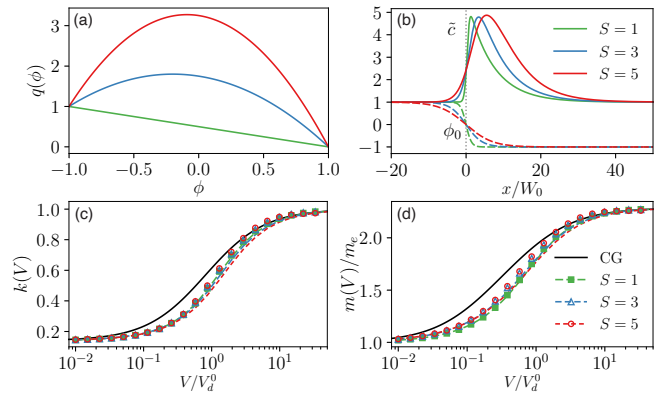 (a)
q(ϕ)
3
2
1
0
−1.0 −0.5 0.0 0.5 1.0
ϕ
(b)
c̃
ϕ₀
S = 1
S = 3
S = 5
5
4
3
2
1
0
−1
−20 0 20 40
x/W₀
(c)
k(V)
1.0
0.8
0.6
0.4
0.2
10⁻² 10⁻¹ 10⁰ 10¹
V/V_d⁰
(d)
m(V)/m_e
2.0
1.5
1.0
CG
S = 1
S = 3
S = 5
10⁻² 10⁻¹ 10⁰ 10¹
V/V_d⁰